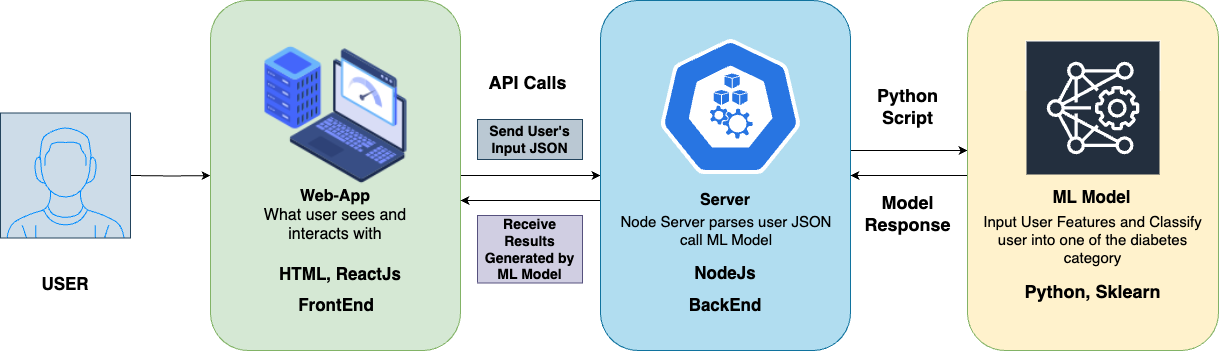 USER
Web-App
What user sees and
interacts with
HTML, ReactJs
FrontEnd
API Calls
Send User's
Input JSON
Receive
Results
Generated by
ML Model
Server
Node Server parses user JSON
call ML Model
NodeJs
BackEnd
Python
Script
Model
Response
ML Model
Input User Features and Classify
user into one of the diabetes
category
Python, Sklearn